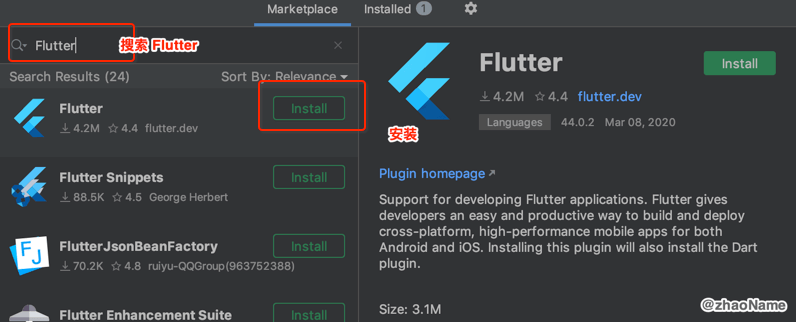 Marketplace Installed 1
Flutter 搜索 Flutter
Search Results (24) Sort By: Relevance
Flutter
4.2M 4.4 flutter.dev
Install
Flutter Snippets
88.5K 4.5 George Herbert
Install
FlutterJsonBeanFactory
70.2K 4.8 ruiyu-QQGroup(963752388)
Install
Flutter Enhancement Suite
Install
Flutter
Install
4.2M 4.4 flutter.dev
Languages 44.0.2 Mar 08, 2020
安装
Plugin homepage
Support for developing Flutter applications. Flutter gives
developers an easy and productive way to build and deploy
cross-platform, high-performance mobile apps for both
Android and iOS. Installing this plugin will also install the Dart
plugin.
Size: 3.1M
@zhaoName